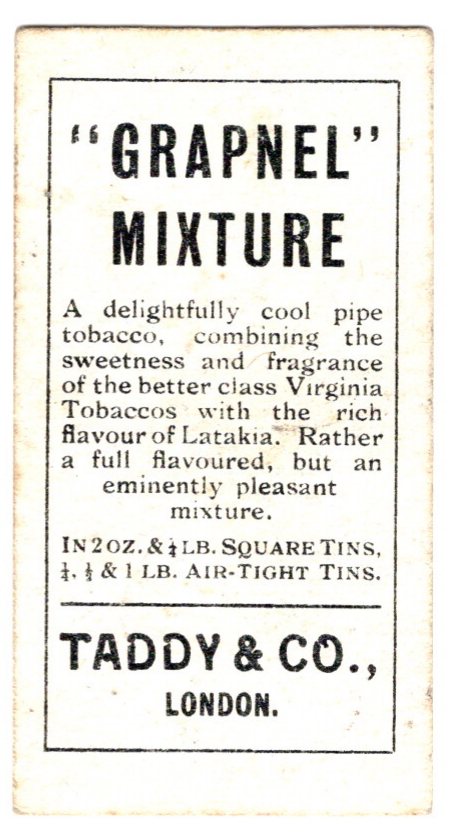 "GRAPNEL"
MIXTURE
A delightfully cool pipe
tobacco, combining the
sweetness and fragrance
of the better class Virginia
Tobaccos with the rich
flavour of Latakia. Rather
a full flavoured, but an
eminently pleasant
mixture.
IN 2 OZ. & ¼ LB. SQUARE TINS,
¼, ½ & 1 LB. AIR-TIGHT TINS.
TADDY & CO.,
LONDON.